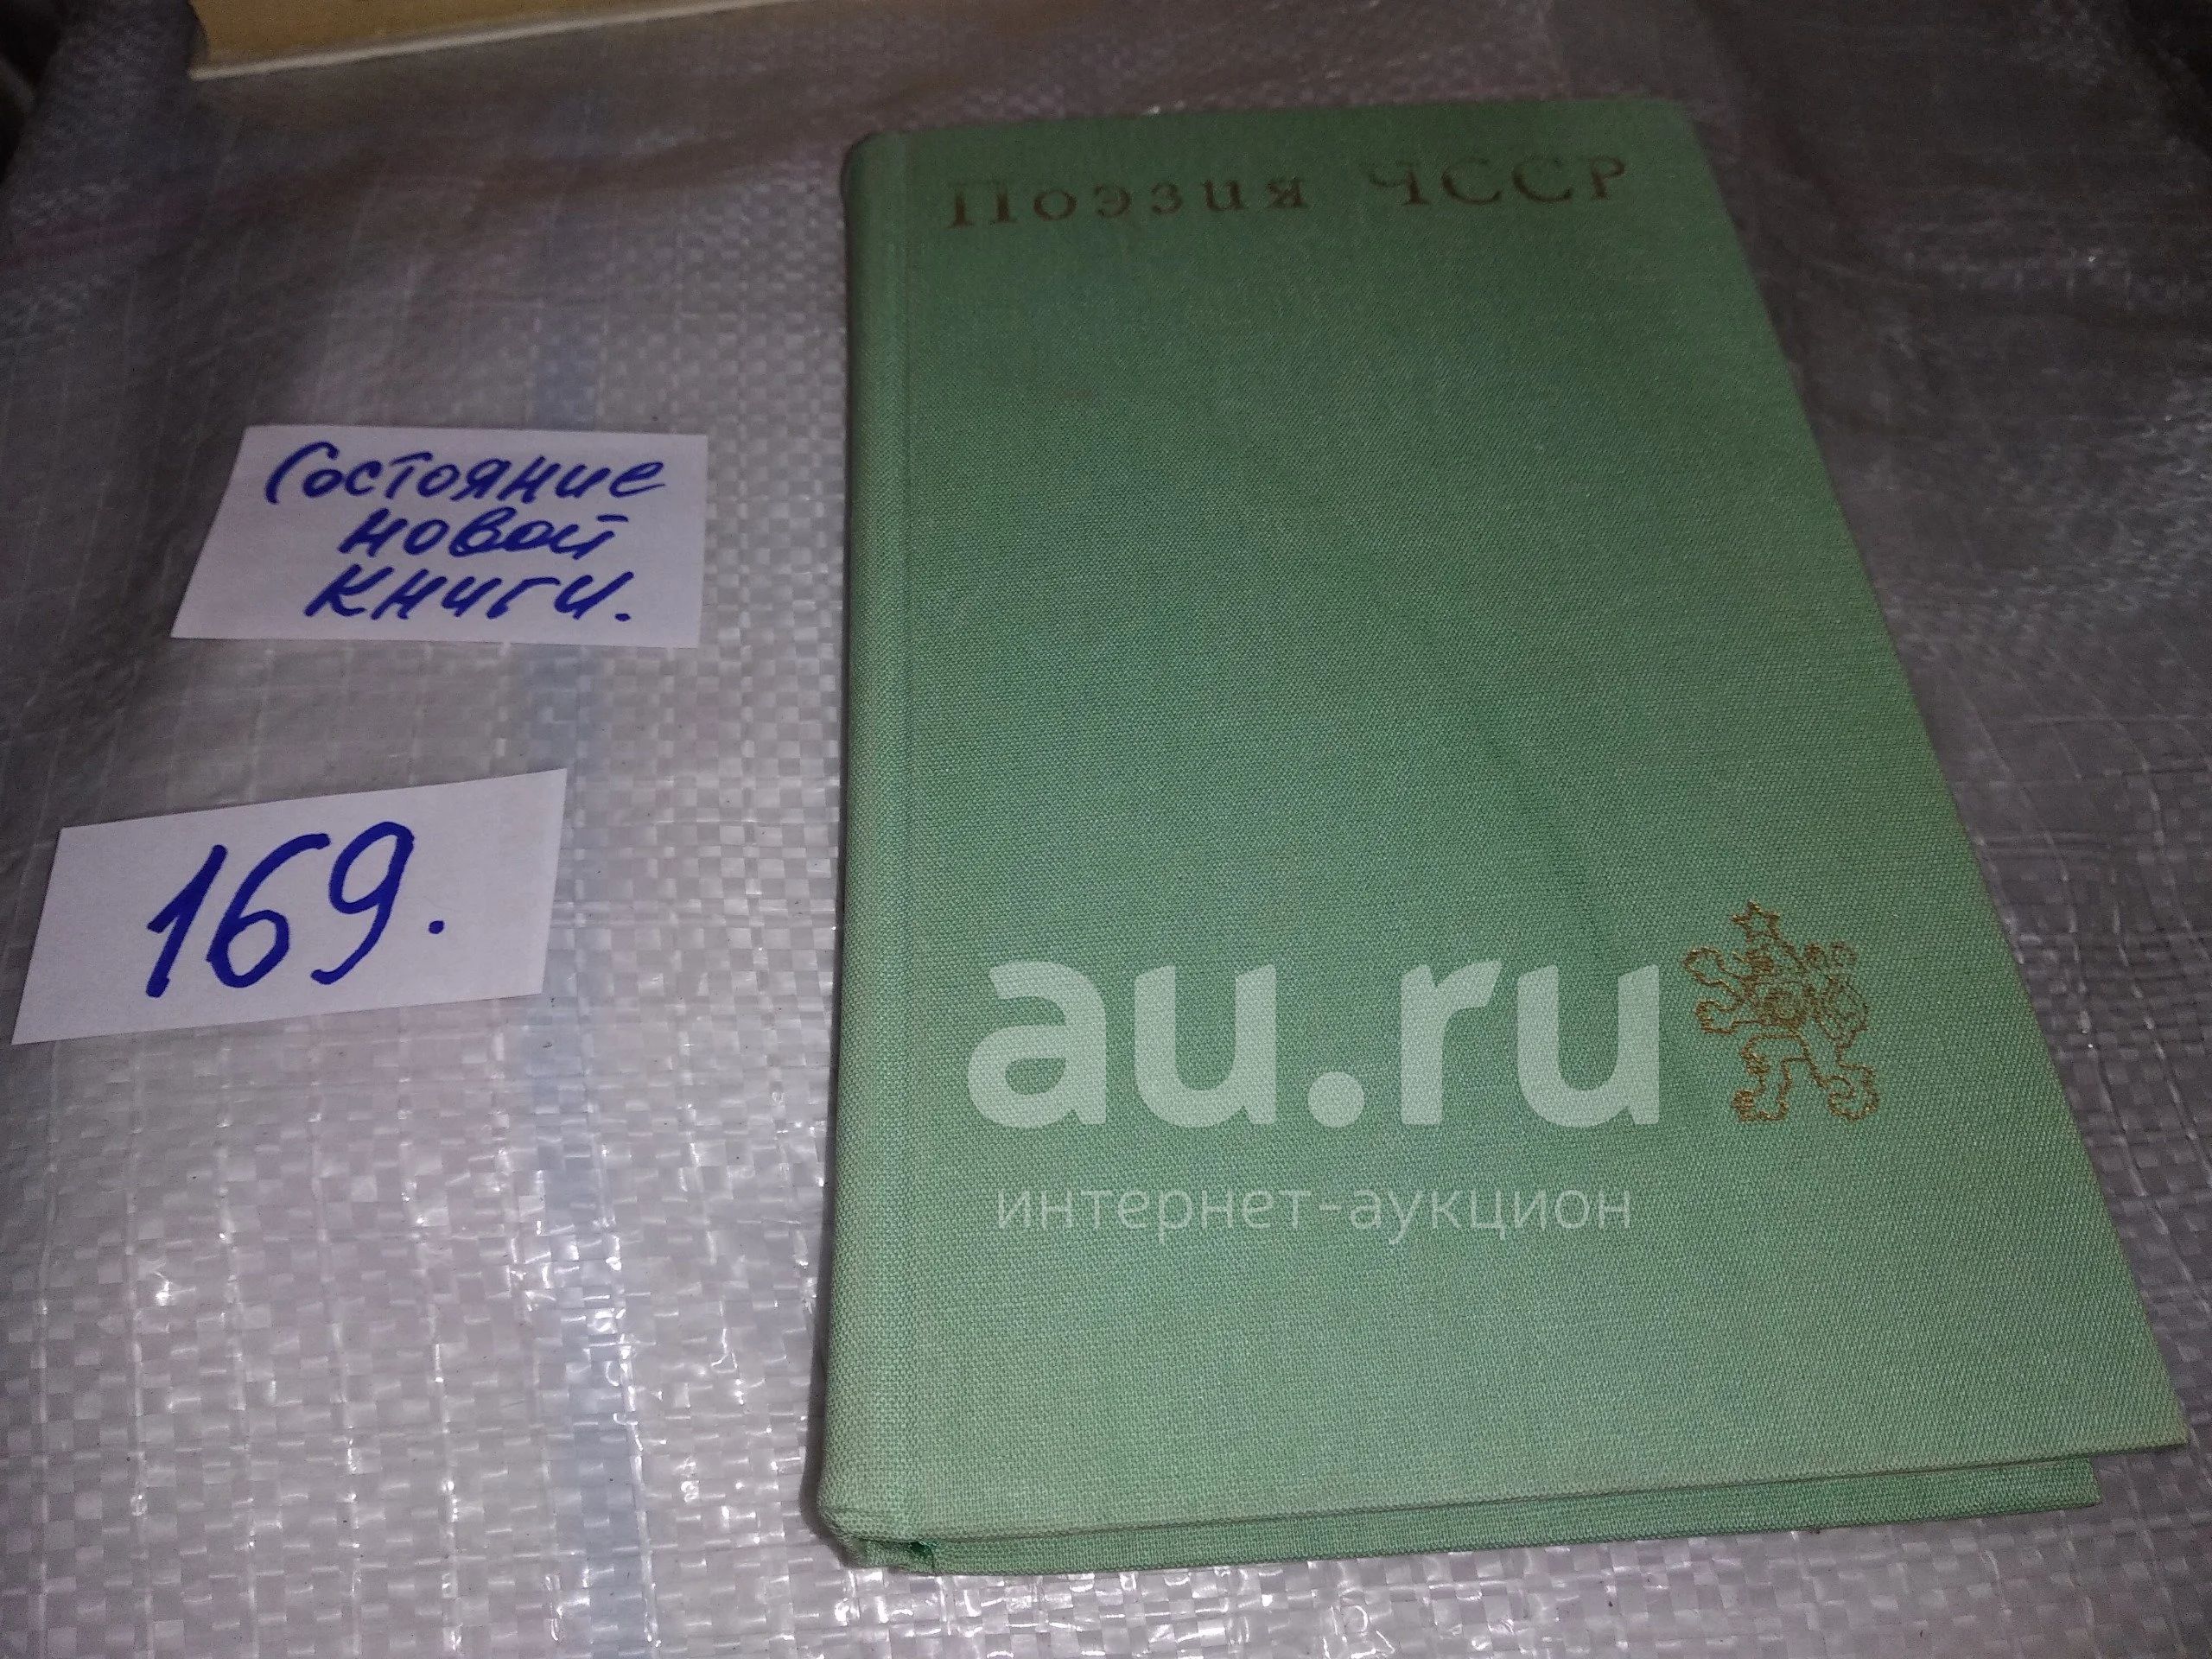 Поэзия ЧССР
Состояние
новой
книги.
169.
au.ru
интернет-аукцион